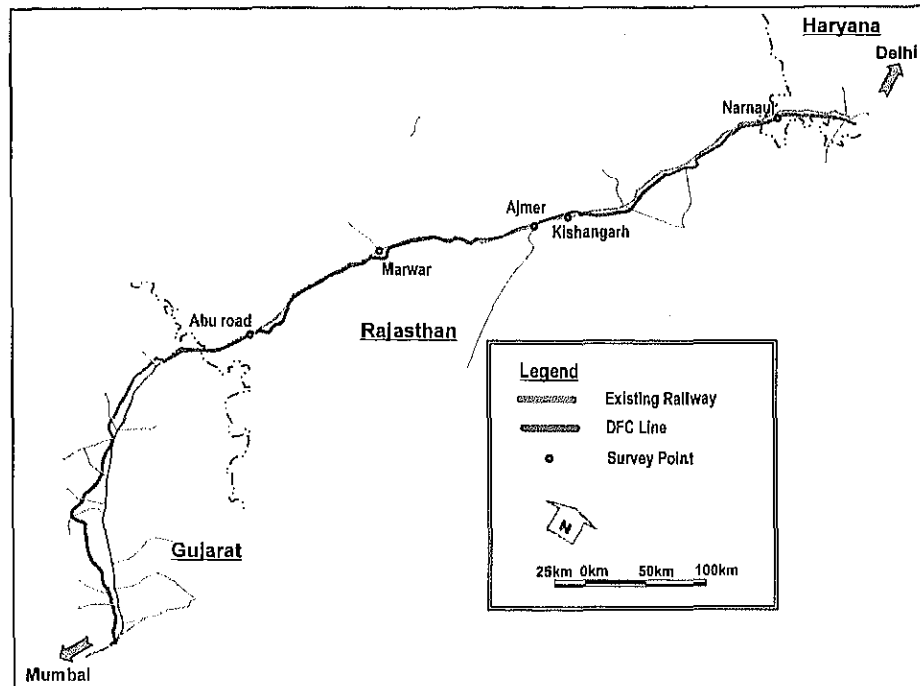 Haryana
Delhi
Narnaul
Ajmer
Kishangarh
Marwar
Abu road
Rajasthan
Legend
Existing Railway
DFC Line
Survey Point
N
25km 0km 50km 100km
Gujarat
Mumbai